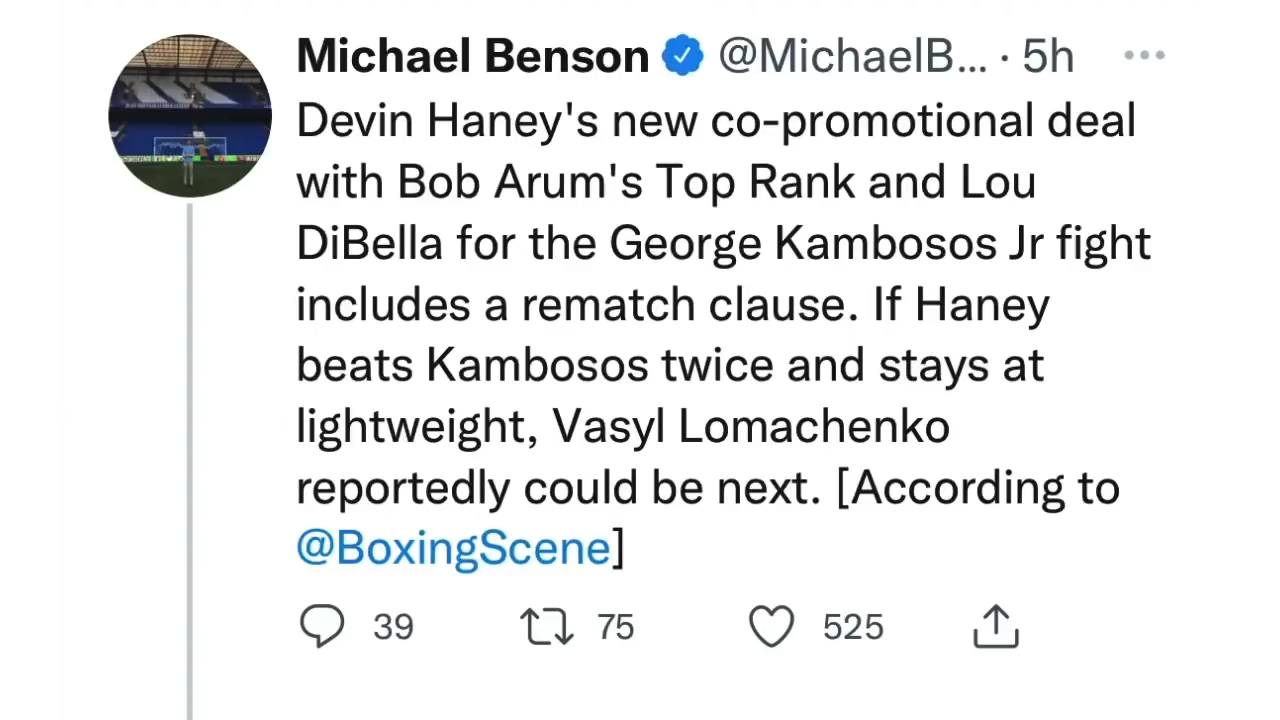 Michael Benson @MichaelB... · 5h
Devin Haney's new co-promotional deal
with Bob Arum's Top Rank and Lou
DiBella for the George Kambosos Jr fight
includes a rematch clause. If Haney
beats Kambosos twice and stays at
lightweight, Vasyl Lomachenko
reportedly could be next. [According to
@BoxingScene]
39 75 525